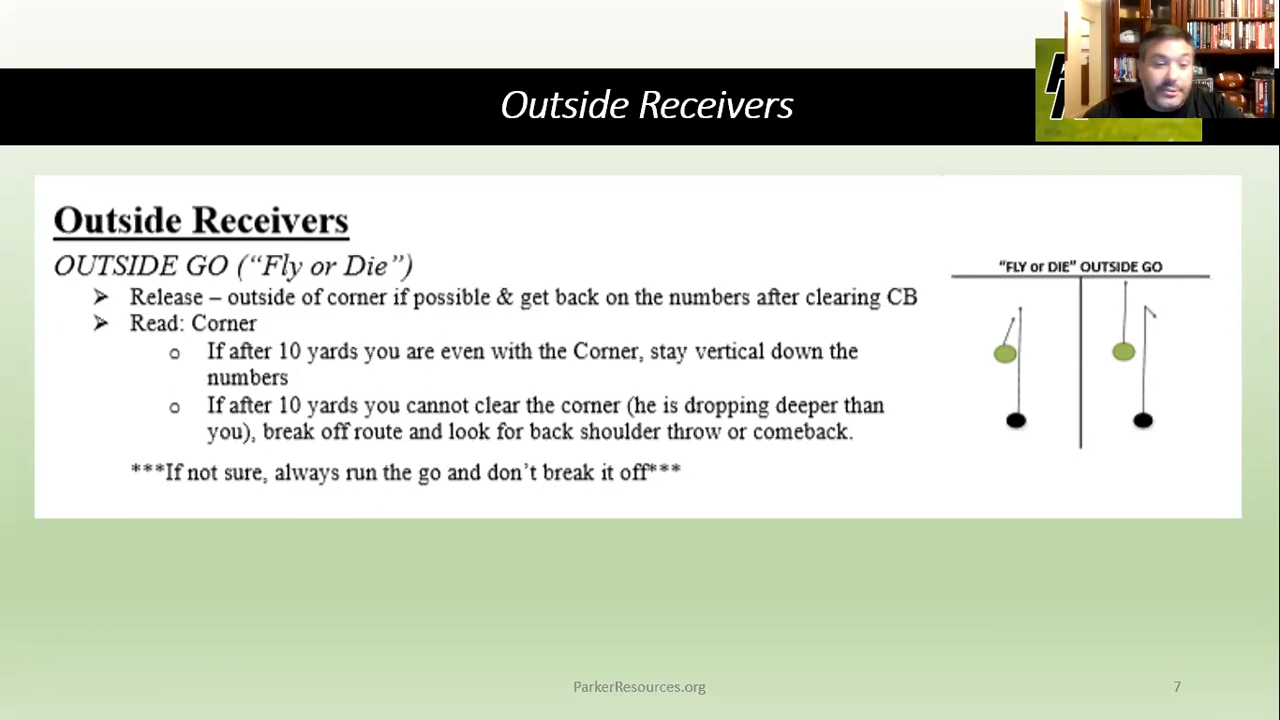 Outside Receivers
Outside Receivers
OUTSIDE GO (“Fly or Die”)
➢ Release – outside of corner if possible & get back on the numbers after clearing CB
➢ Read: Corner
o If after 10 yards you are even with the Corner, stay vertical down the
numbers
o If after 10 yards you cannot clear the corner (he is dropping deeper than
you), break off route and look for back shoulder throw or comeback.
***If not sure, always run the go and don’t break it off***
“FLY or DIE” OUTSIDE GO
ParkerResources.org
7